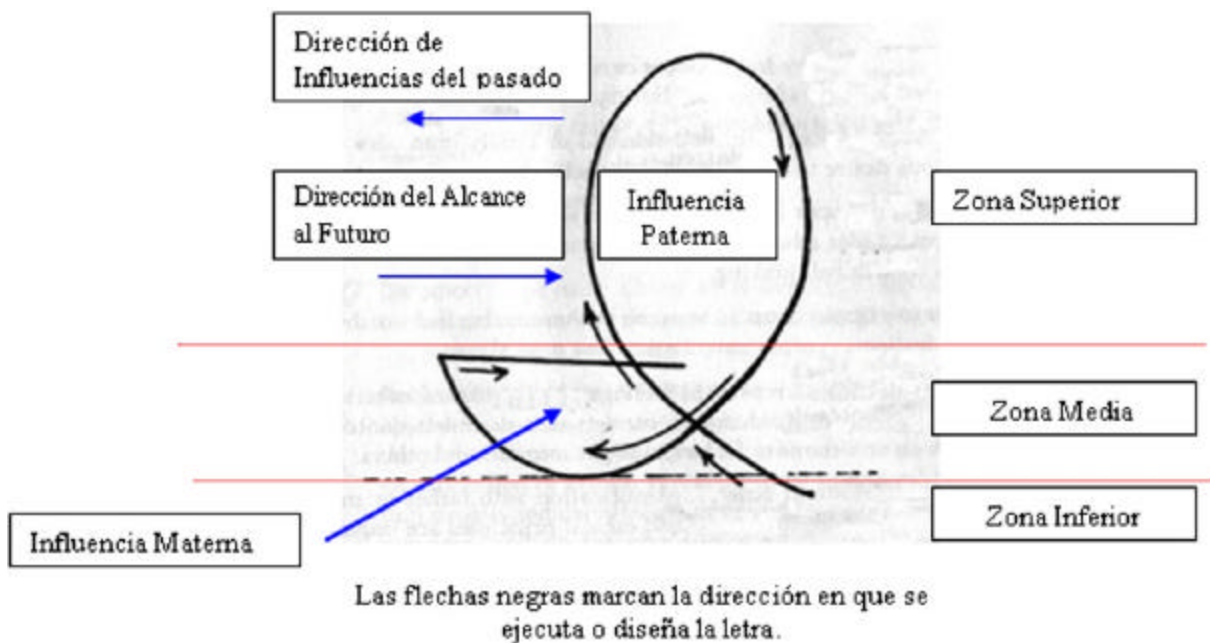 Dirección de
Influencias del pasado
Dirección del Alcance
al Futuro
Influencia
Paterna
Zona Superior
Zona Media
Zona Inferior
Influencia Materna
Las flechas negras marcan la dirección en que se
ejecuta o diseña la letra.